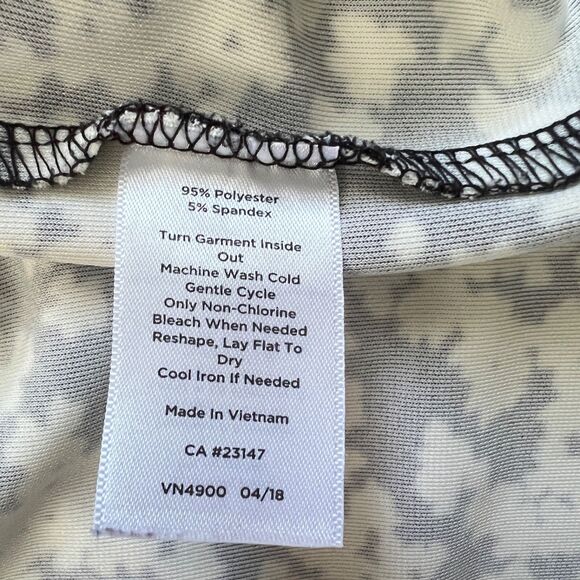 95% Polyester
5% Spandex
Turn Garment Inside
Out
Machine Wash Cold
Gentle Cycle
Only Non-Chlorine
Bleach When Needed
Reshape, Lay Flat To
Dry
Cool Iron If Needed
Made In Vietnam
CA #23147
VN4900 04/18